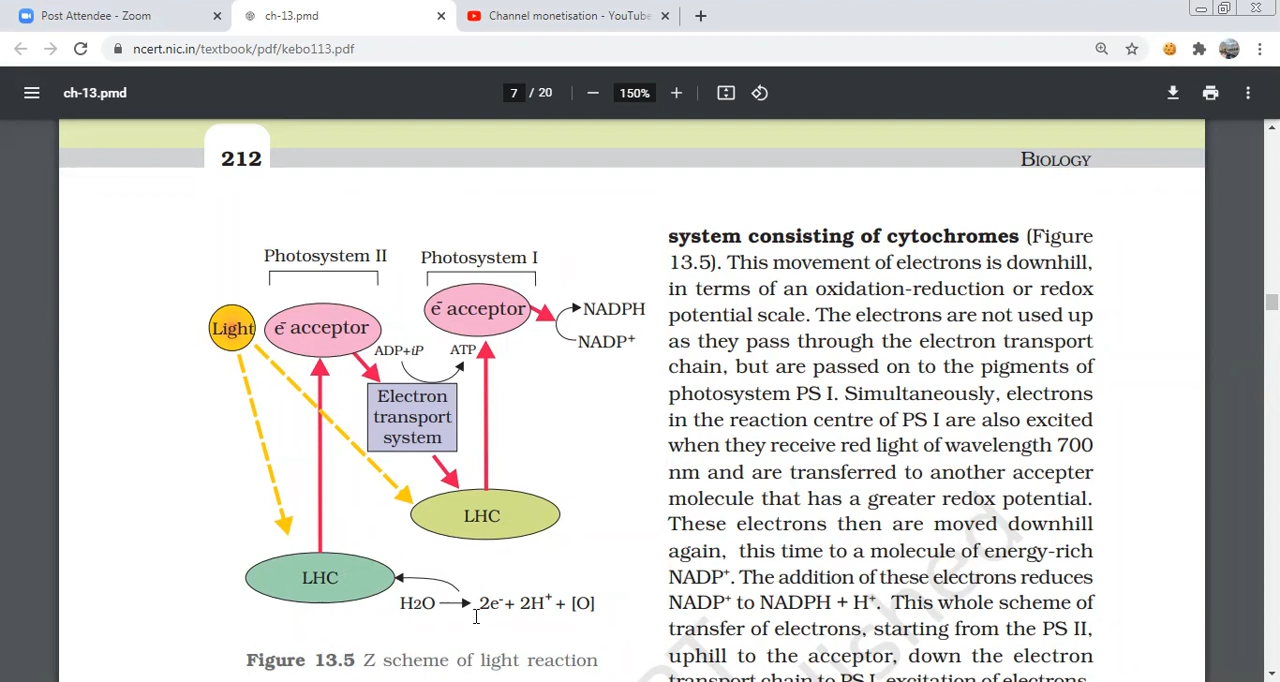 Post Attendee - Zoom
ch-13.pmd
Channel monetisation - YouTube
ncert.nic.in/textbook/pdf/kebo113.pdf
ch-13.pmd
7 / 20
150%
212
BIOLOGY
Photosystem II
Photosystem I
Light
e⁻ acceptor
e⁻ acceptor
NADPH
NADP⁺
ADP+iP
ATP
Electron
transport
system
LHC
LHC
H2O 2e⁻+ 2H⁺ + [O]
Figure 13.5 Z scheme of light reaction
system consisting of cytochromes (Figure
13.5). This movement of electrons is downhill,
in terms of an oxidation-reduction or redox
potential scale. The electrons are not used up
as they pass through the electron transport
chain, but are passed on to the pigments of
photosystem PS I. Simultaneously, electrons
in the reaction centre of PS I are also excited
when they receive red light of wavelength 700
nm and are transferred to another accepter
molecule that has a greater redox potential.
These electrons then are moved downhill
again, this time to a molecule of energy-rich
NADP⁺. The addition of these electrons reduces
NADP⁺ to NADPH + H⁺. This whole scheme of
transfer of electrons, starting from the PS II,
uphill to the acceptor, down the electron
transport chain to PS I, excitation of electrons,